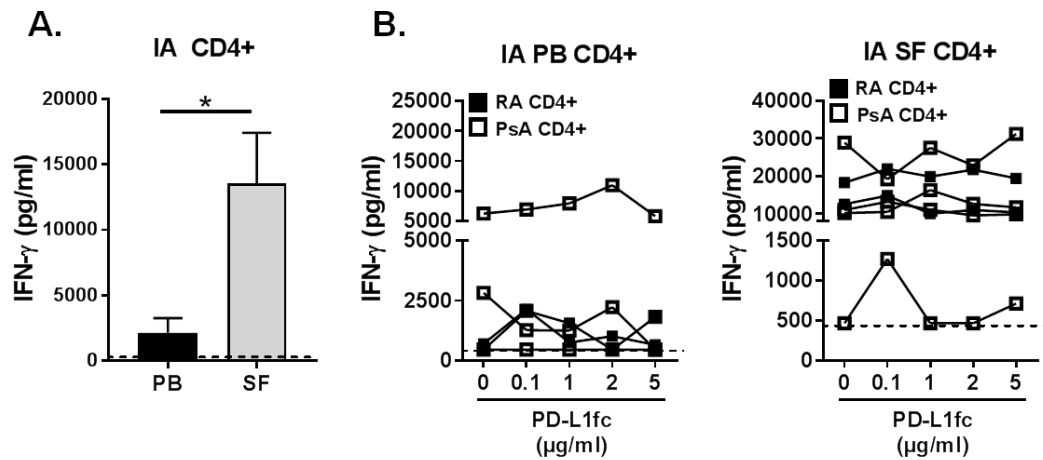 A.
IA CD4+
IFN-γ (pg/ml)
20000
15000
10000
5000
0
*
PB
SF
B.
IA PB CD4+
RA CD4+
PsA CD4+
IFN-γ (pg/ml)
25000
20000
15000
10000
5000
5000
2500
0
0 0.1 1 2 5
PD-L1fc
(µg/ml)
IA SF CD4+
RA CD4+
PsA CD4+
IFN-γ (pg/ml)
40000
30000
20000
10000
1500
1000
500
0
0 0.1 1 2 5
PD-L1fc
(µg/ml)